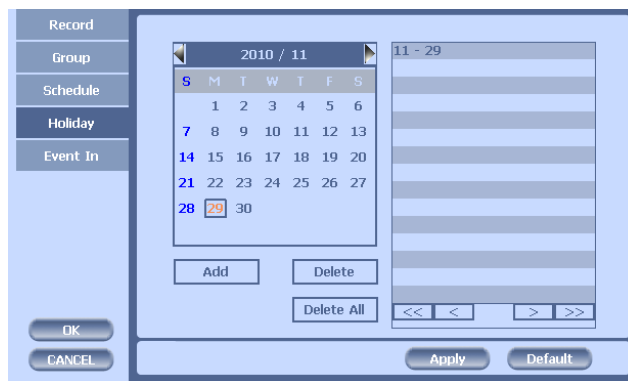 Record
Group
Schedule
Holiday
Event In
OK
CANCEL
2010 / 11
S M T W T F S
1 2 3 4 5 6
7 8 9 10 11 12 13
14 15 16 17 18 19 20
21 22 23 24 25 26 27
28 29 30
Add Delete
Delete All
11 - 29
<< < > >>
Apply Default